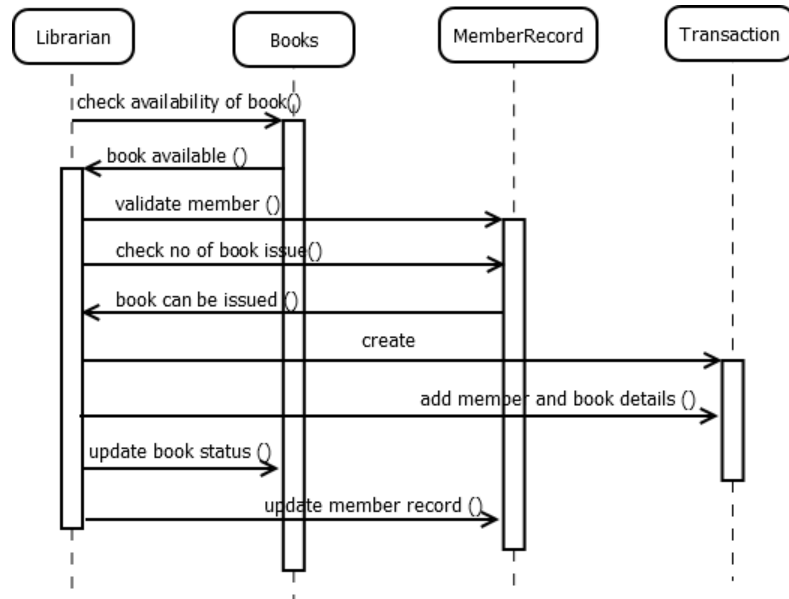 Librarian
Books
MemberRecord
Transaction
check availability of book()
book available ()
validate member ()
check no of book issue()
book can be issued ()
create
add member and book details ()
update book status ()
update member record ()